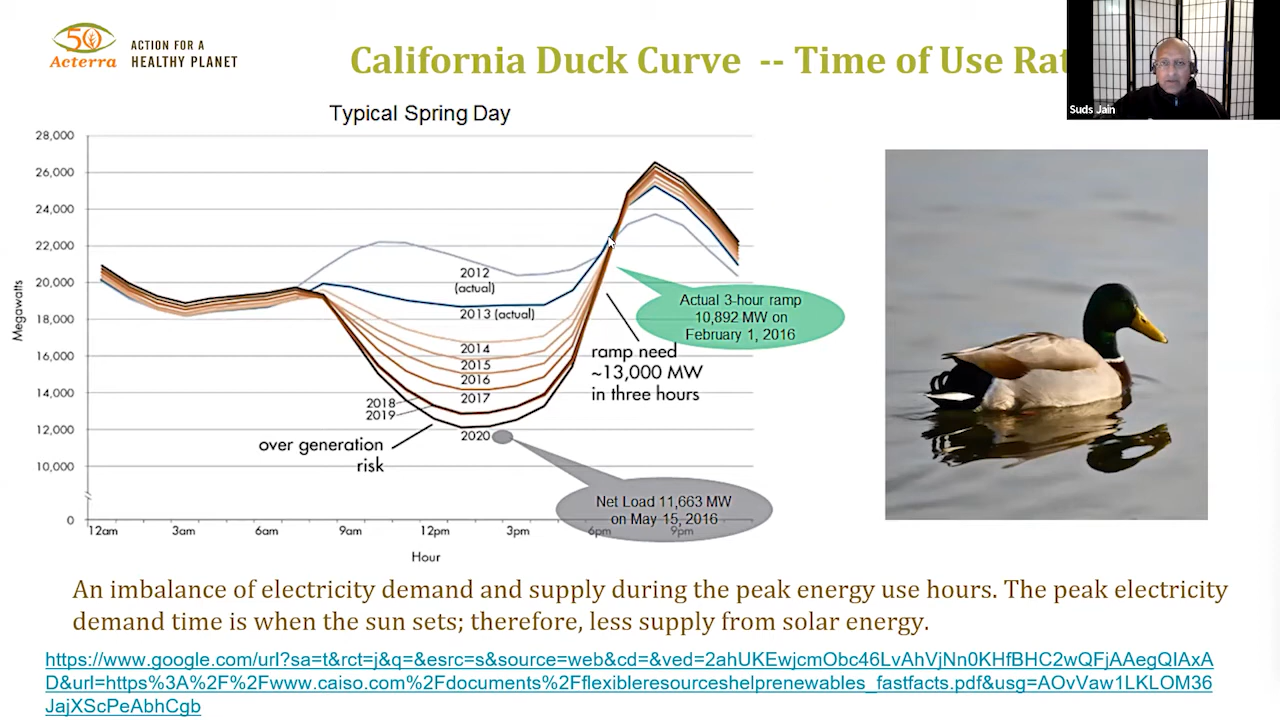 50
Acterra
ACTION FOR A
HEALTHY PLANET
California Duck Curve -- Time of Use Rat
Suds Jain
Typical Spring Day
28,000
26,000
24,000
22,000
20,000
18,000
16,000
14,000
12,000
10,000
0
Megawatts
2012
(actual)
2013 (actual)
2014
2015
2016
2017
2018
2019
2020
over generation
risk
ramp need
~13,000 MW
in three hours
Actual 3-hour ramp
10,892 MW on
February 1, 2016
Net Load 11,663 MW
on May 15, 2016
12am 3am 6am 9am 12pm 3pm 6pm 9pm
Hour
An imbalance of electricity demand and supply during the peak energy use hours. The peak electricity
demand time is when the sun sets; therefore, less supply from solar energy.
https://www.google.com/url?sa=t&rct=j&q=&esrc=s&source=web&cd=&ved=2ahUKEwjcmObc46LvAhVjNn0KHfBHC2wQFjAAegQIAxA
D&url=https%3A%2F%2Fwww.caiso.com%2Fdocuments%2Fflexibleresourceshelprenewables_fastfacts.pdf&usg=AOvVaw1LKLOM36
JajXScPeAbhCgb